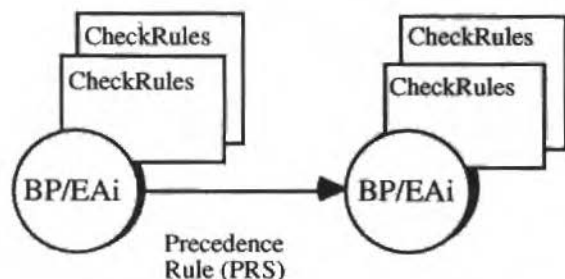 CheckRules
CheckRules
BP/EAi
CheckRules
CheckRules
BP/EAi
Precedence
Rule (PRS)